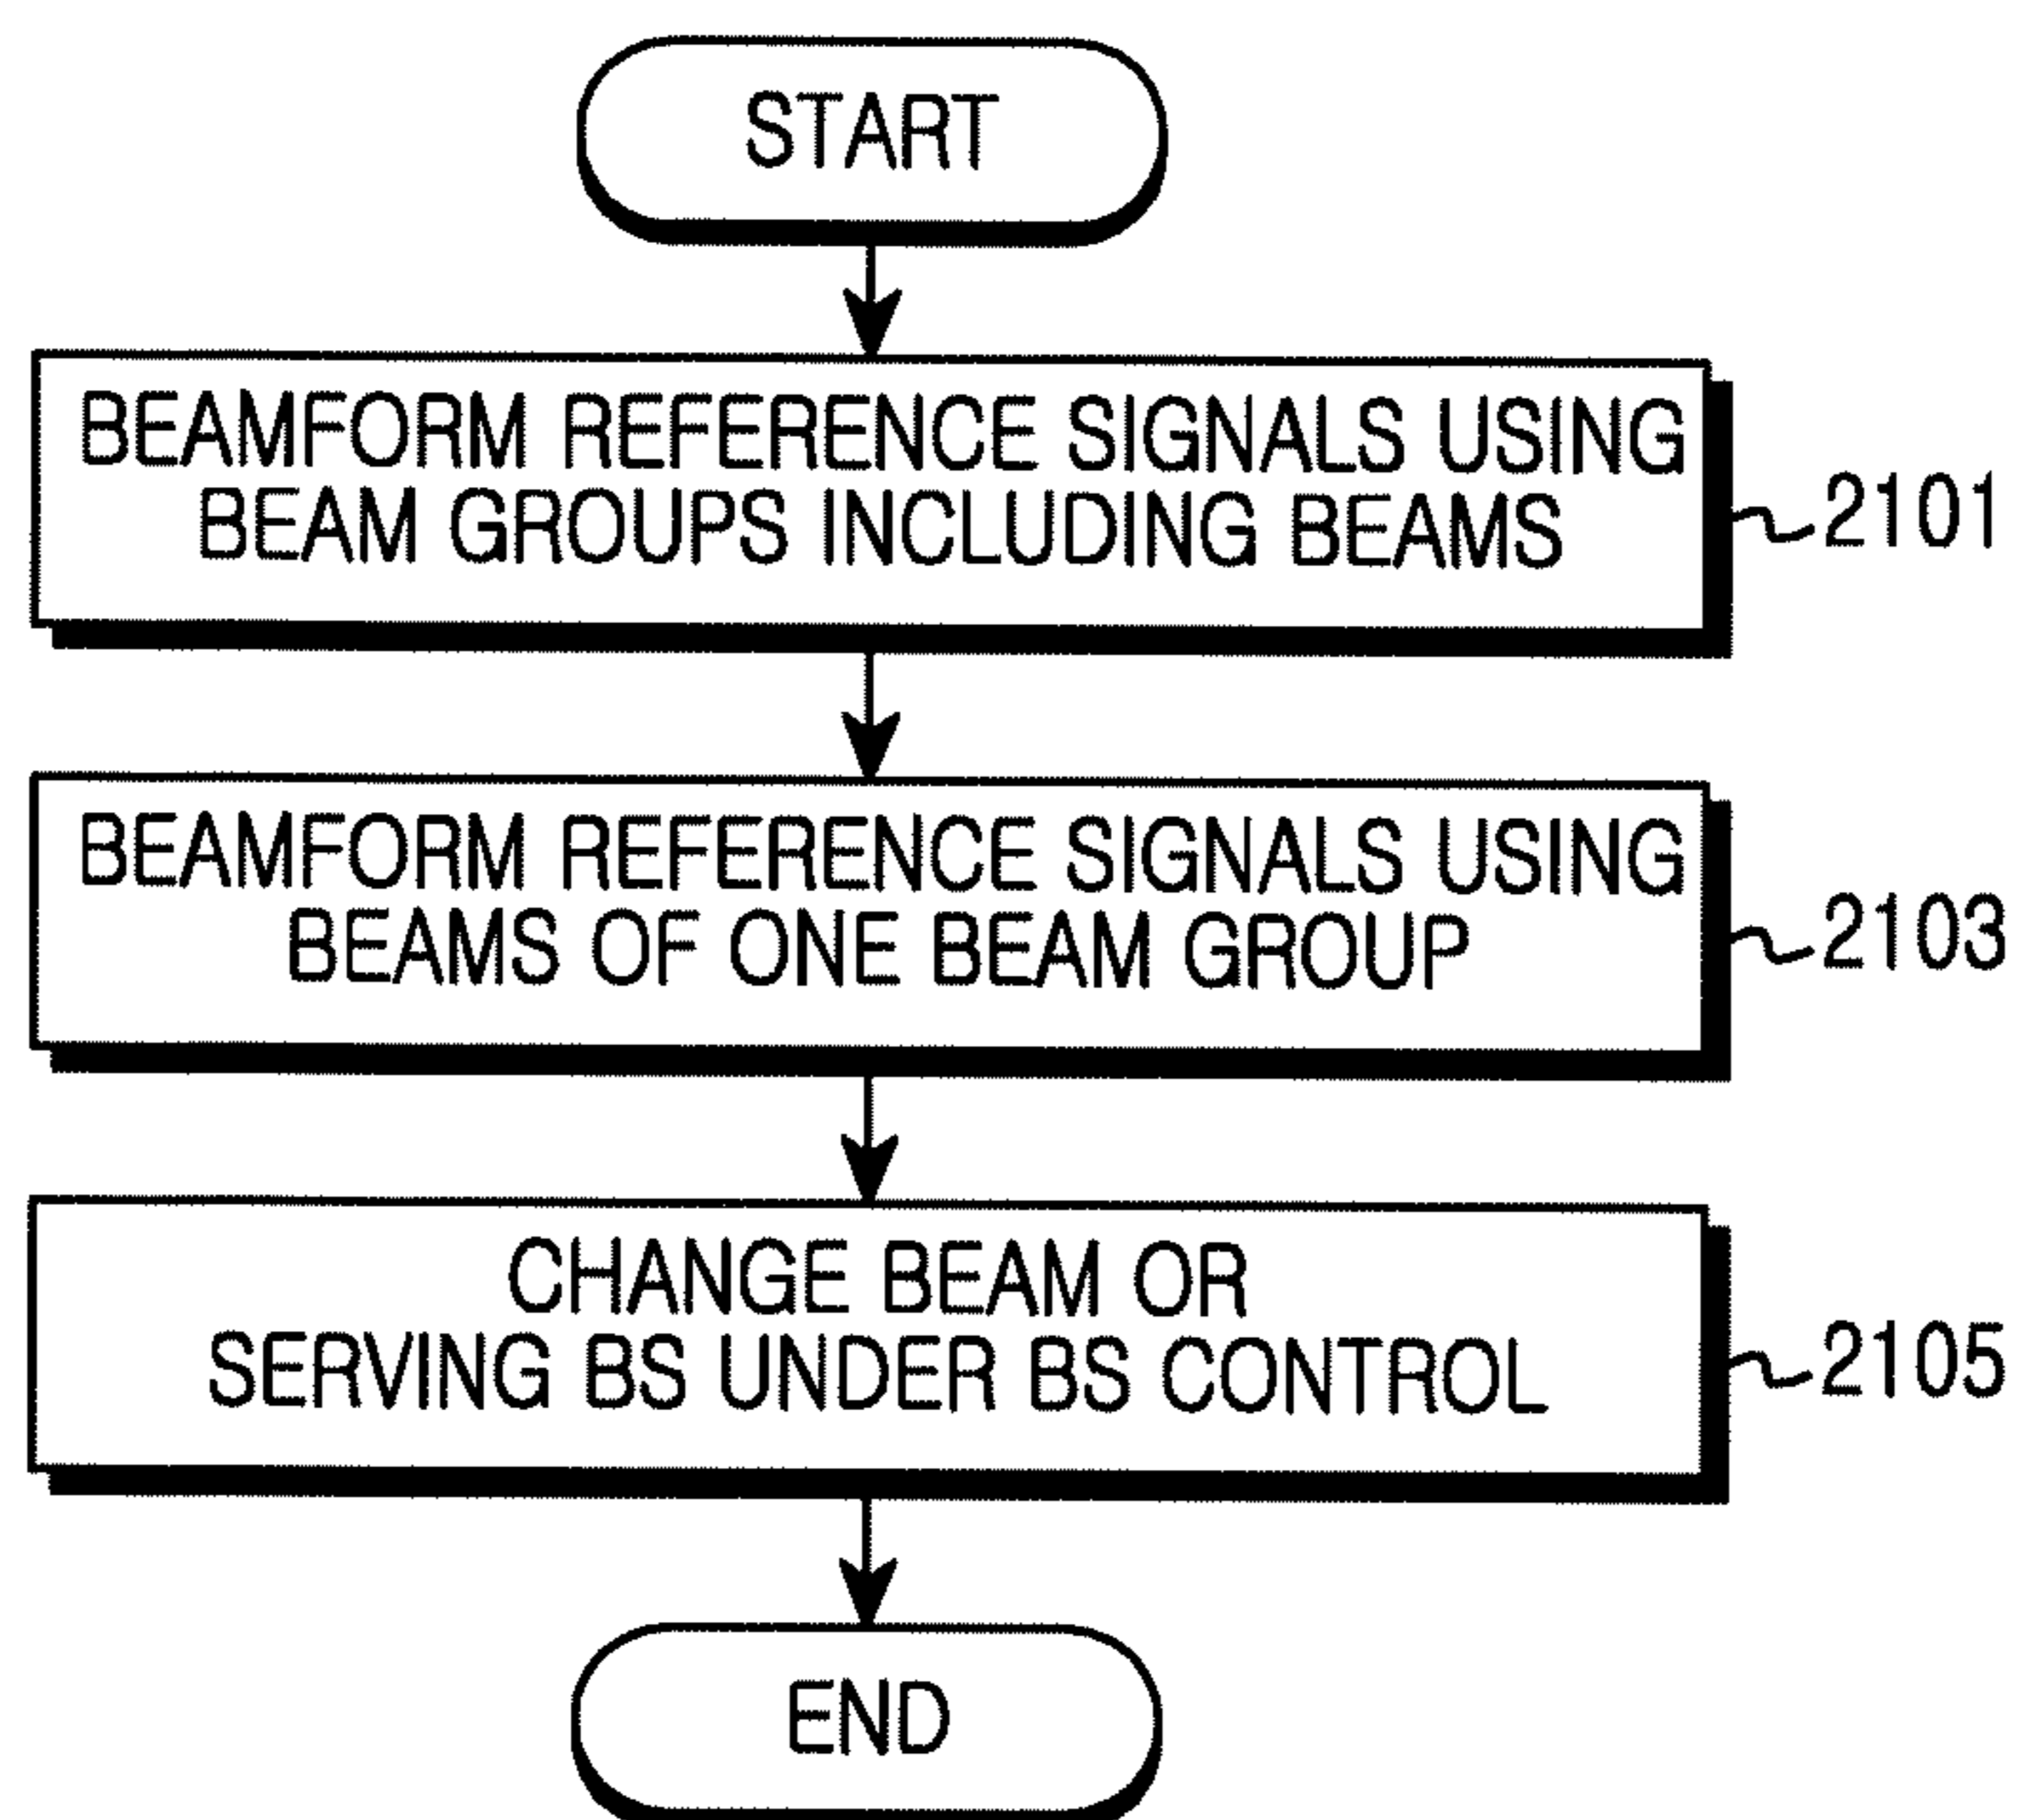 START
BEAMFORM REFERENCE SIGNALS USING
BEAM GROUPS INCLUDING BEAMS
2101
BEAMFORM REFERENCE SIGNALS USING
BEAMS OF ONE BEAM GROUP
2103
CHANGE BEAM OR
SERVING BS UNDER BS CONTROL
2105
END